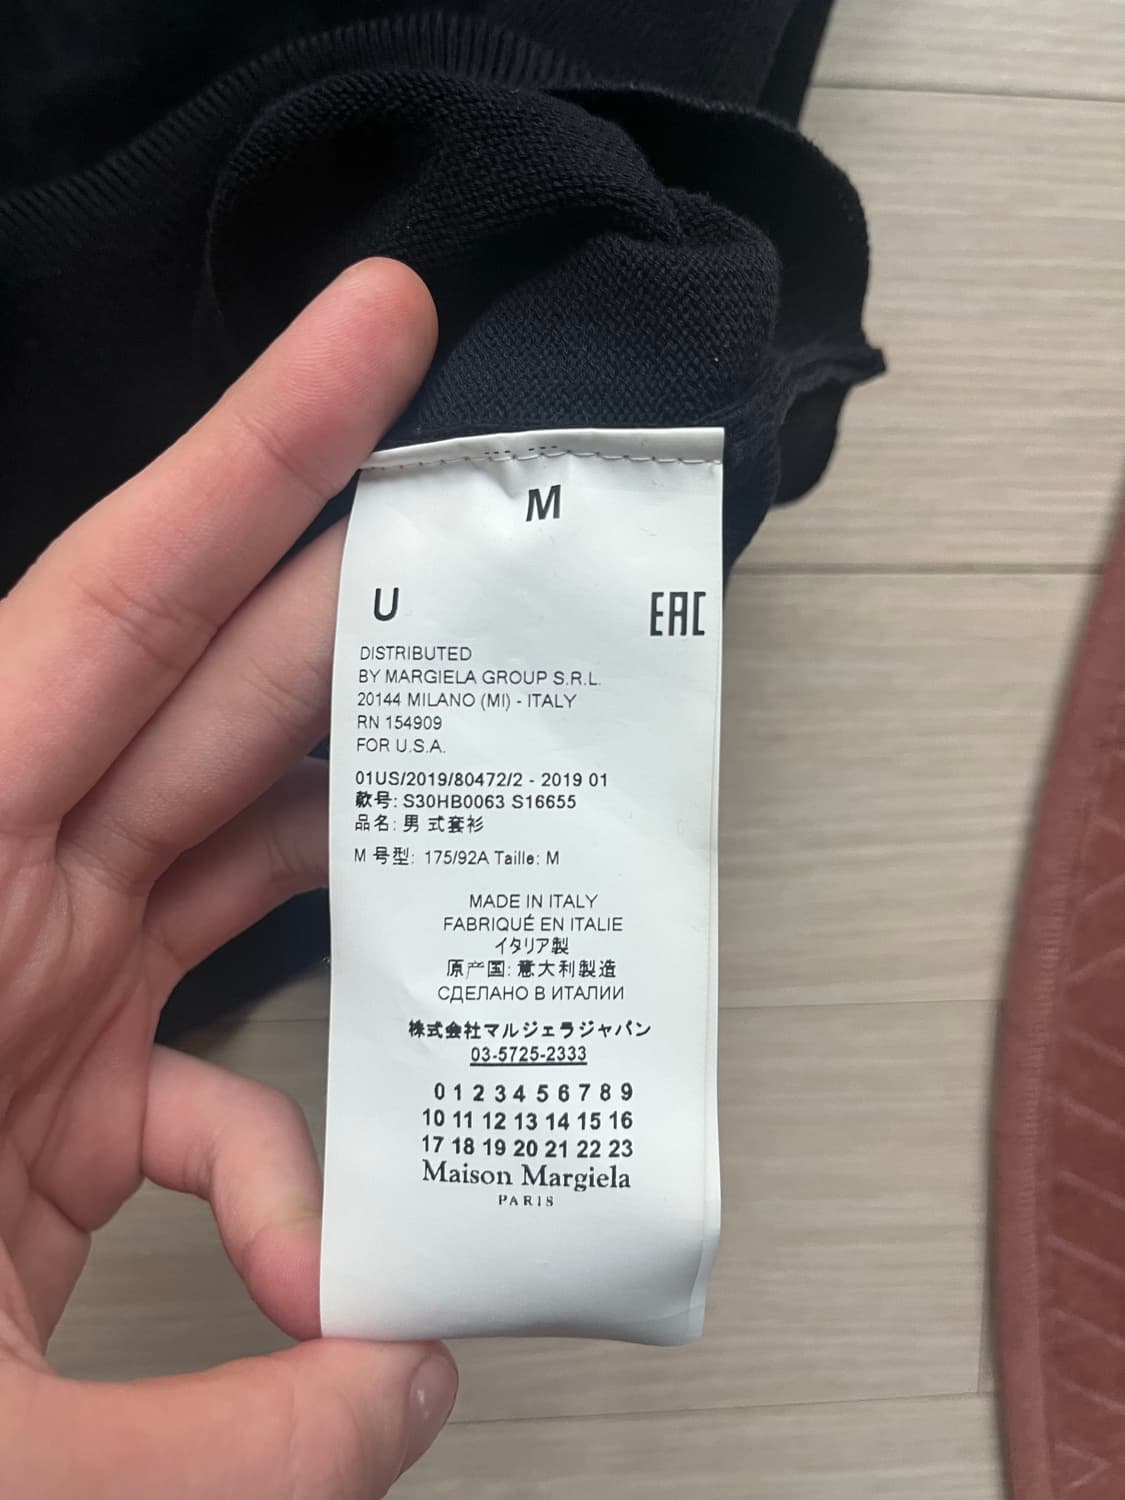 M
U
EAC
DISTRIBUTED
BY MARGIELA GROUP S.R.L.
20144 MILANO (MI) - ITALY
RN 154909
FOR U.S.A.
01US/2019/80472/2 - 2019 01
款号: S30HB0063 S16655
品名: 男 式套衫
M 号型: 175/92A Taille: M
MADE IN ITALY
FABRIQUÉ EN ITALIE
イタリア製
原产国: 意大利製造
СДЕЛАНО В ИТАЛИИ
株式会社マルジェラジャパン
03-5725-2333
0 1 2 3 4 5 6 7 8 9
10 11 12 13 14 15 16
17 18 19 20 21 22 23
Maison Margiela
PARIS